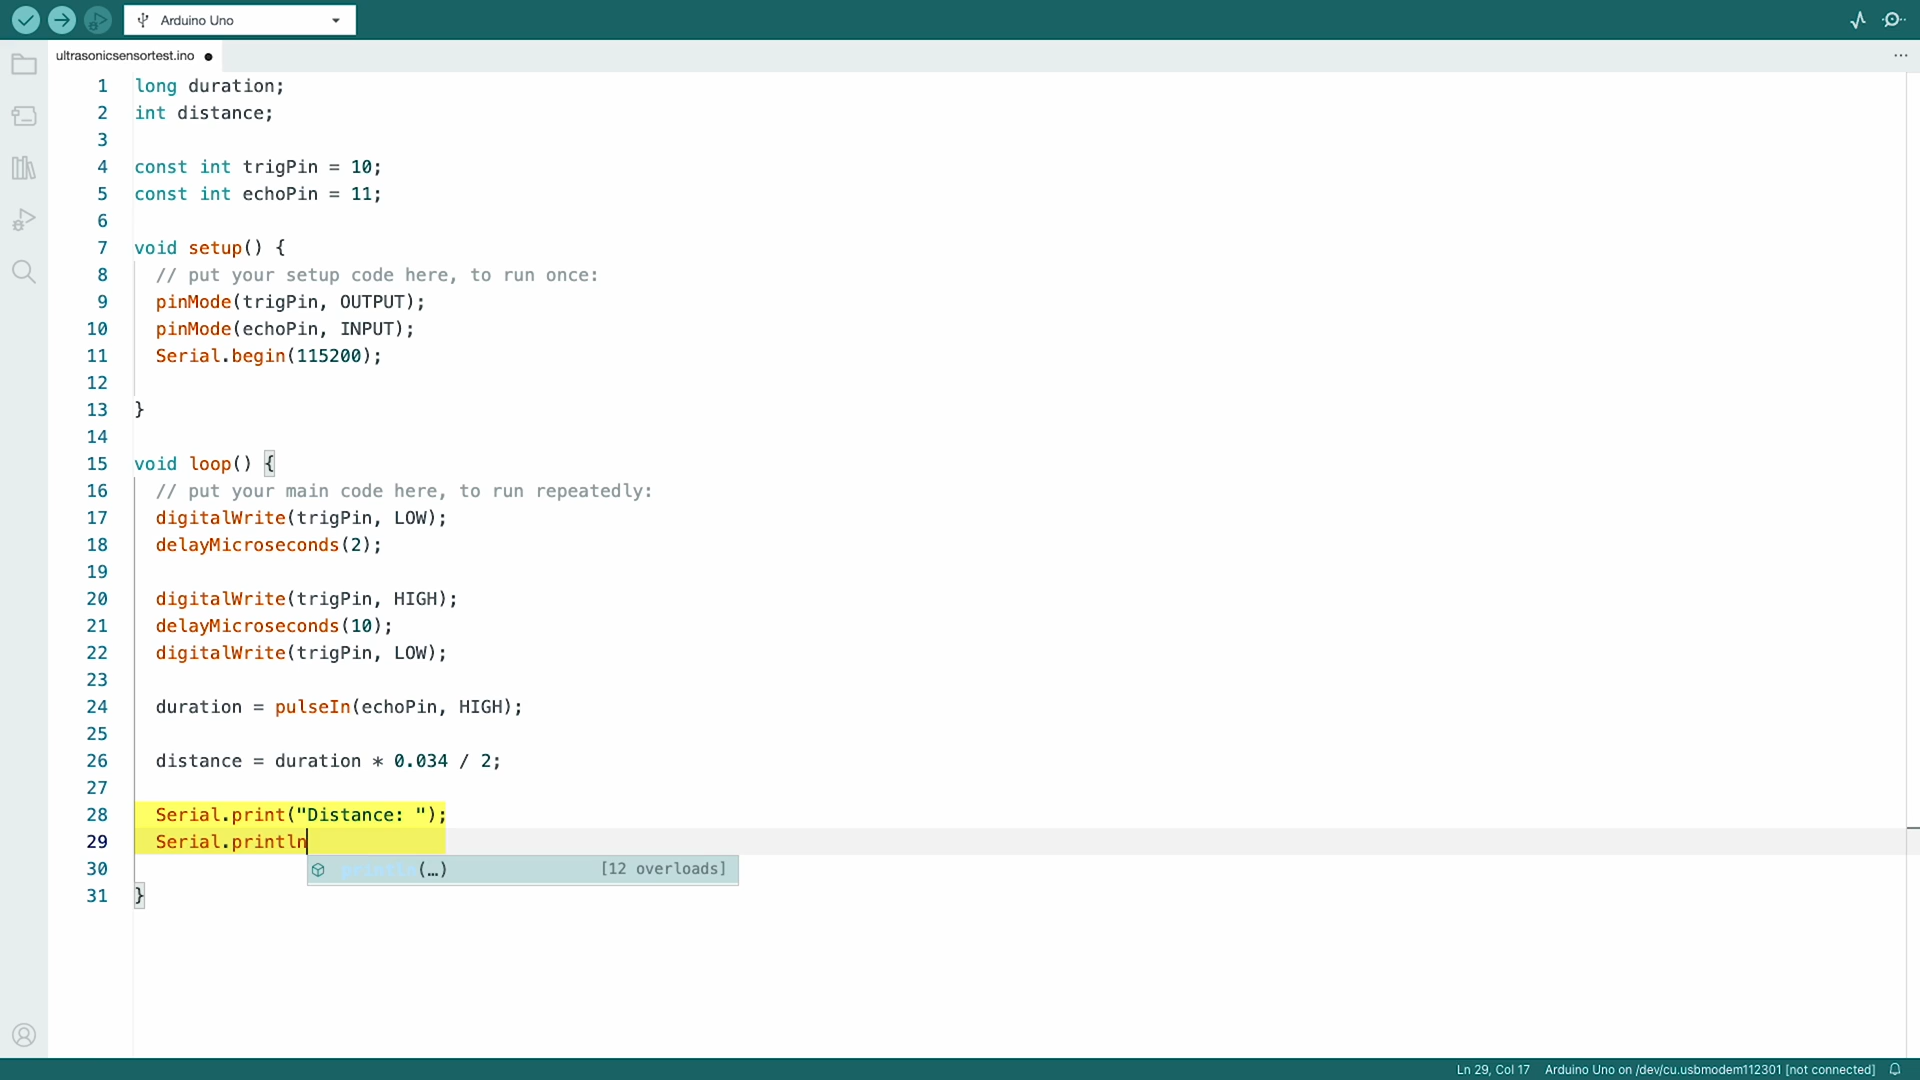 Arduino Uno
ultrasonicsensortest.ino
1 long duration;
2 int distance;
3
4 const int trigPin = 10;
5 const int echoPin = 11;
6
7 void setup() {
8 // put your setup code here, to run once:
9 pinMode(trigPin, OUTPUT);
10 pinMode(echoPin, INPUT);
11 Serial.begin(115200);
12
13 }
14
15 void loop() {
16 // put your main code here, to run repeatedly:
17 digitalWrite(trigPin, LOW);
18 delayMicroseconds(2);
19
20 digitalWrite(trigPin, HIGH);
21 delayMicroseconds(10);
22 digitalWrite(trigPin, LOW);
23
24 duration = pulseIn(echoPin, HIGH);
25
26 distance = duration * 0.034 / 2;
27
28 Serial.print("Distance: ");
29 Serial.println
30 println(…) [12 overloads]
31 }
Ln 29, Col 17 Arduino Uno on /dev/cu.usbmodem112301 [not connected]